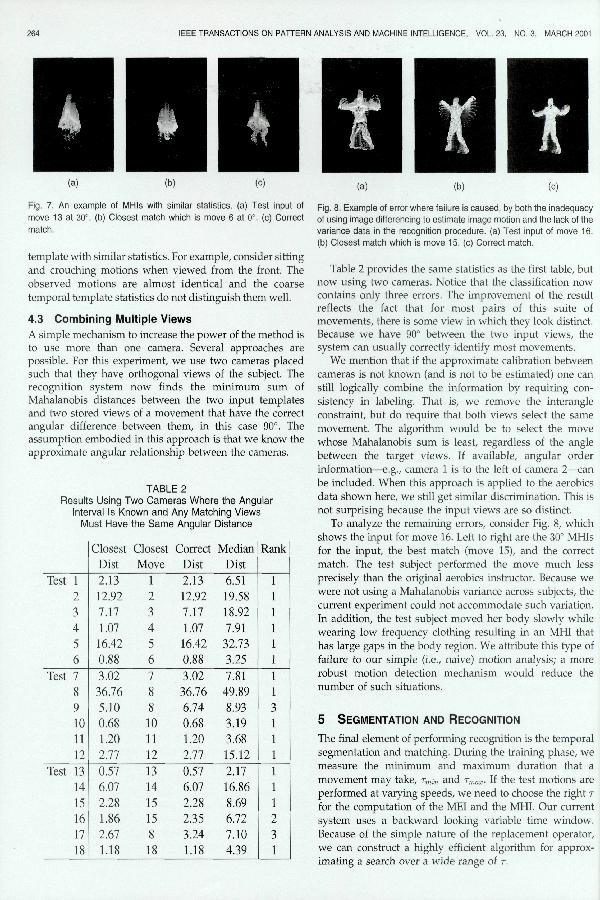 264 IEEE TRANSACTIONS ON PATTERN ANALYSIS AND MACHINE INTELLIGENCE, VOL. 23, NO. 3, MARCH 2001
(a) (b) (c)
Fig. 7. An example of MHIs with similar statistics. (a) Test input of
move 13 at 30°. (b) Closest match which is move 6 at 0°. (c) Correct
match.
template with similar statistics. For example, consider sitting
and crouching motions when viewed from the front. The
observed motions are almost identical and the coarse
temporal template statistics do not distinguish them well.
4.3 Combining Multiple Views
A simple mechanism to increase the power of the method is
to use more than one camera. Several approaches are
possible. For this experiment, we use two cameras placed
such that they have orthogonal views of the subject. The
recognition system now finds the minimum sum of
Mahalanobis distances between the two input templates
and two stored views of a movement that have the correct
angular difference between them, in this case 90°. The
assumption embodied in this approach is that we know the
approximate angular relationship between the cameras.
TABLE 2
Results Using Two Cameras Where the Angular
Interval Is Known and Any Matching Views
Must Have the Same Angular Distance
Closest Closest Correct Median Rank
Dist Move Dist Dist
Test 1 2.13 1 2.13 6.51 1
2 12.92 2 12.92 19.58 1
3 7.17 3 7.17 18.92 1
4 1.07 4 1.07 7.91 1
5 16.42 5 16.42 32.73 1
6 0.88 6 0.88 3.25 1
Test 7 3.02 7 3.02 7.81 1
8 36.76 8 36.76 49.89 1
9 5.10 8 6.74 8.93 3
10 0.68 10 0.68 3.19 1
11 1.20 11 1.20 3.68 1
12 2.77 12 2.77 15.12 1
Test 13 0.57 13 0.57 2.17 1
14 6.07 14 6.07 16.86 1
15 2.28 15 2.28 8.69 1
16 1.86 15 2.35 6.72 2
17 2.67 8 3.24 7.10 3
18 1.18 18 1.18 4.39 1
(a) (b) (c)
Fig. 8. Example of error where failure is caused, by both the inadequacy
of using image differencing to estimate image motion and the lack of the
variance data in the recognition procedure. (a) Test input of move 16.
(b) Closest match which is move 15. (c) Correct match.
Table 2 provides the same statistics as the first table, but
now using two cameras. Notice that the classification now
contains only three errors. The improvement of the result
reflects the fact that for most pairs of this suite of
movements, there is some view in which they look distinct.
Because we have 90° between the two input views, the
system can usually correctly identify most movements.
We mention that if the approximate calibration between
cameras is not known (and is not to be estimated) one can
still logically combine the information by requiring con-
sistency in labeling. That is, we remove the interangle
constraint, but do require that both views select the same
movement. The algorithm would be to select the move
whose Mahalanobis sum is least, regardless of the angle
between the target views. If available, angular order
information—e.g., camera 1 is to the left of camera 2—can
be included. When this approach is applied to the aerobics
data shown here, we still get similar discrimination. This is
not surprising because the input views are so distinct.
To analyze the remaining errors, consider Fig. 8, which
shows the input for move 16. Left to right are the 30° MHIs
for the input, the best match (move 15), and the correct
match. The test subject performed the move much less
precisely than the original aerobics instructor. Because we
were not using a Mahalanobis variance across subjects, the
current experiment could not accommodate such variation.
In addition, the test subject moved her body slowly while
wearing low frequency clothing resulting in an MHI that
has large gaps in the body region. We attribute this type of
failure to our simple (i.e., naive) motion analysis; a more
robust motion detection mechanism would reduce the
number of such situations.
5 SEGMENTATION AND RECOGNITION
The final element of performing recognition is the temporal
segmentation and matching. During the training phase, we
measure the minimum and maximum duration that a
movement may take, τmin and τmax. If the test motions are
performed at varying speeds, we need to choose the right τ
for the computation of the MEI and the MHI. Our current
system uses a backward looking variable time window.
Because of the simple nature of the replacement operator,
we can construct a highly efficient algorithm for approx-
imating a search over a wide range of τ.